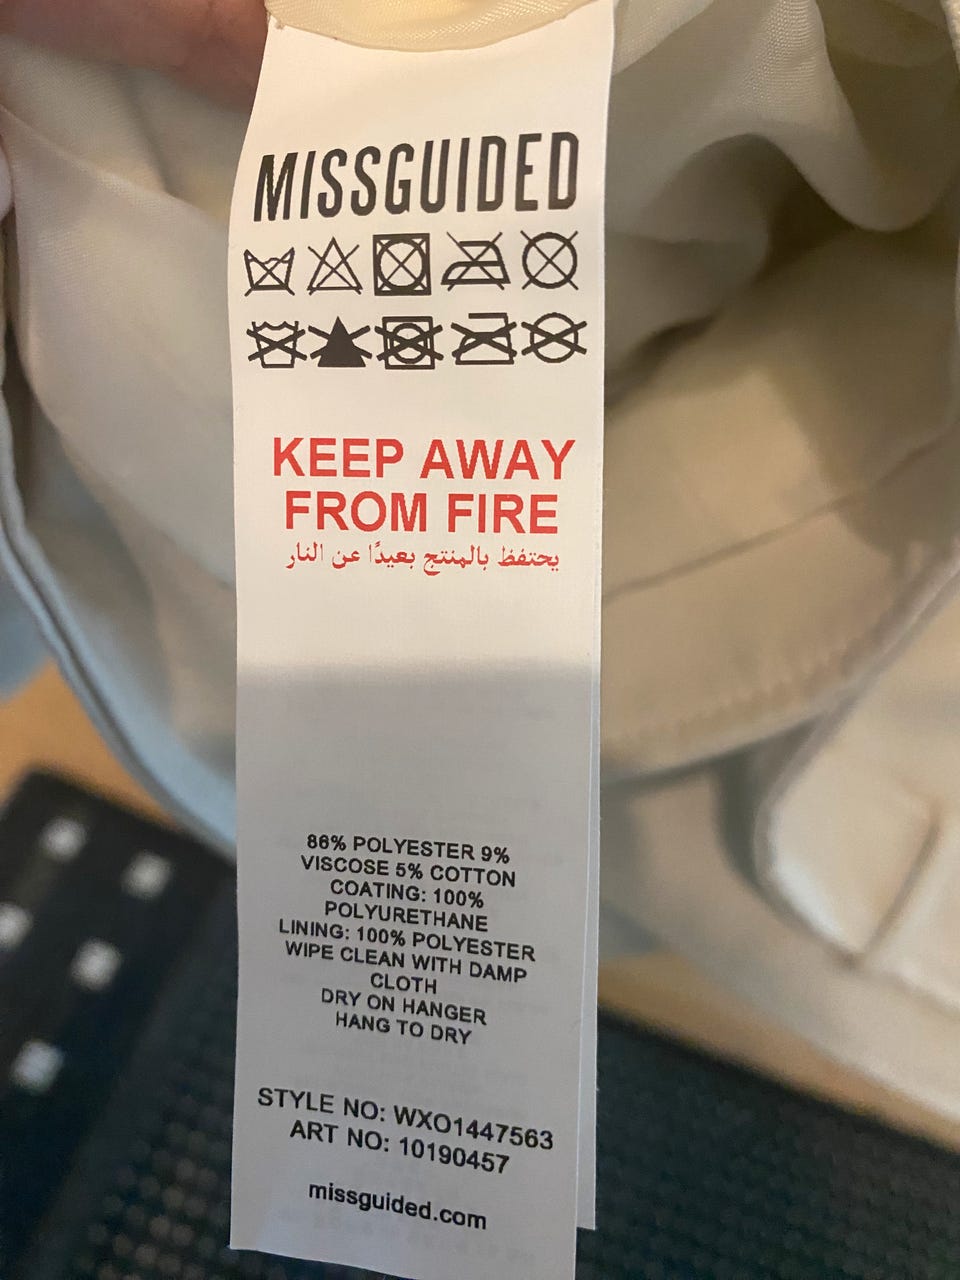 MISSGUIDED
KEEP AWAY
FROM FIRE
يحتفظ بالمنتج بعيدًا عن النار
86% POLYESTER 9%
VISCOSE 5% COTTON
COATING: 100%
POLYURETHANE
LINING: 100% POLYESTER
WIPE CLEAN WITH DAMP
CLOTH
DRY ON HANGER
HANG TO DRY
STYLE NO: WXO1447563
ART NO: 10190457
missguided.com